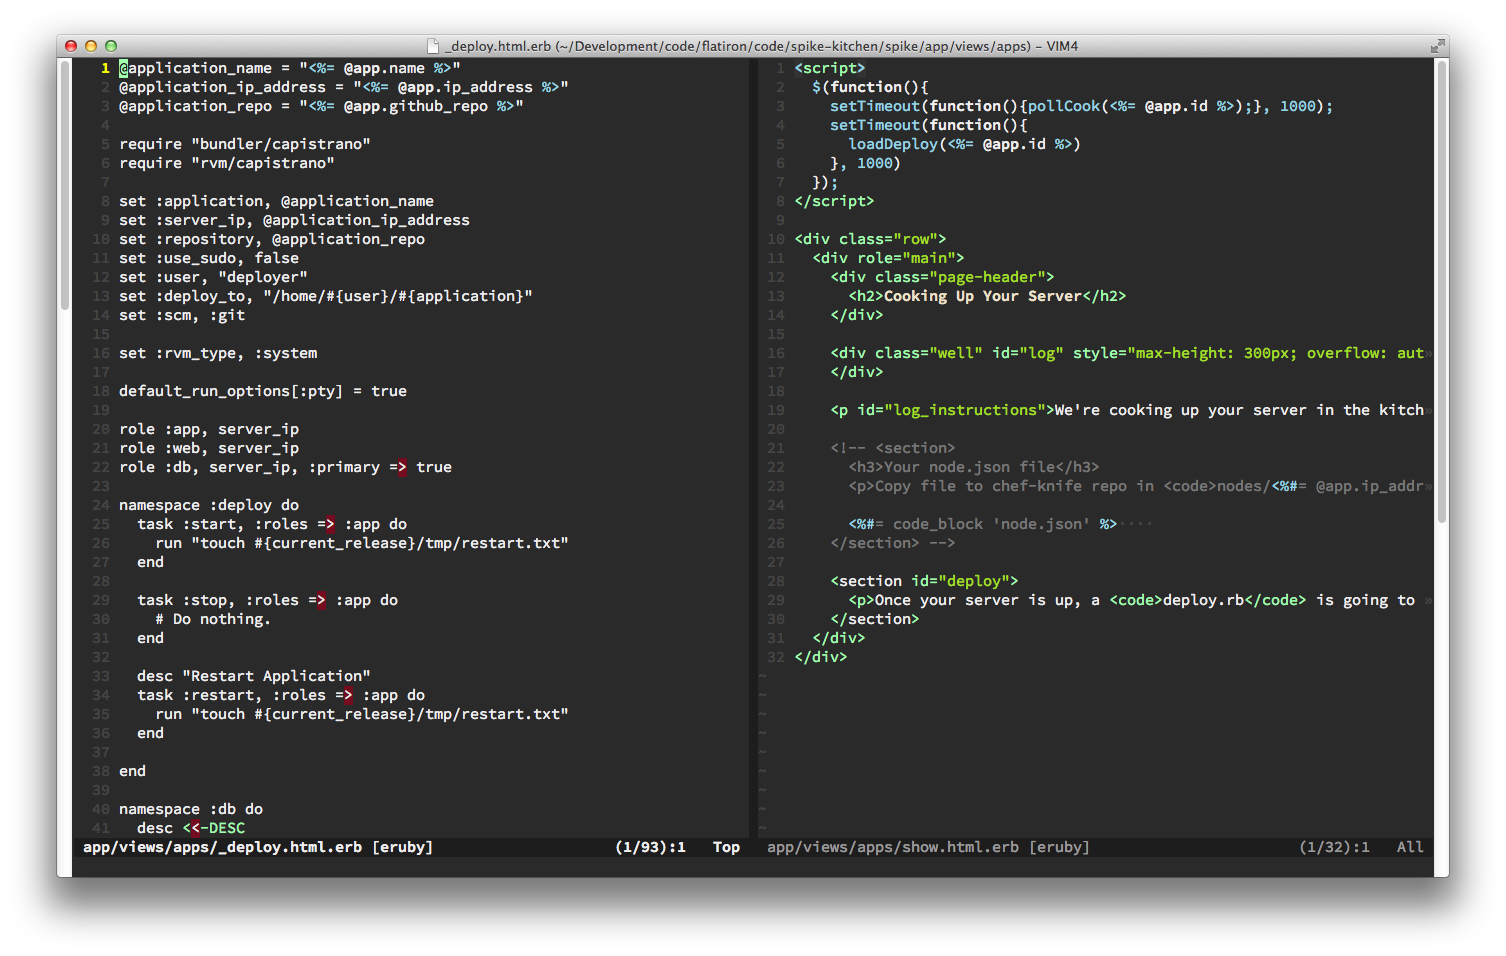 _deploy.html.erb (~/Development/code/flatiron/code/spike-kitchen/spike/app/views/apps) – VIM4
1 @application_name = "<%= @app.name %>"
2 @application_ip_address = "<%= @app.ip_address %>"
3 @application_repo = "<%= @app.github_repo %>"
4
5 require "bundler/capistrano"
6 require "rvm/capistrano"
7
8 set :application, @application_name
9 set :server_ip, @application_ip_address
10 set :repository, @application_repo
11 set :use_sudo, false
12 set :user, "deployer"
13 set :deploy_to, "/home/#{user}/#{application}"
14 set :scm, :git
15
16 set :rvm_type, :system
17
18 default_run_options[:pty] = true
19
20 role :app, server_ip
21 role :web, server_ip
22 role :db, server_ip, :primary => true
23
24 namespace :deploy do
25   task :start, :roles => :app do
26     run "touch #{current_release}/tmp/restart.txt"
27   end
28
29   task :stop, :roles => :app do
30     # Do nothing.
31   end
32
33   desc "Restart Application"
34   task :restart, :roles => :app do
35     run "touch #{current_release}/tmp/restart.txt"
36   end
37
38 end
39
40 namespace :db do
41   desc <<-DESC
app/views/apps/_deploy.html.erb [eruby] (1/93):1 Top
1 <script>
2   $(function(){
3     setTimeout(function(){pollCook(<%= @app.id %>);}, 1000);
4     setTimeout(function(){
5       loadDeploy(<%= @app.id %>)
6     }, 1000)
7   });
8 </script>
9
10 <div class="row">
11   <div role="main">
12     <div class="page-header">
13       <h2>Cooking Up Your Server</h2>
14     </div>
15
16     <div class="well" id="log" style="max-height: 300px; overflow: aut»
17     </div>
18
19     <p id="log_instructions">We're cooking up your server in the kitch»
20
21     <!-- <section>
22       <h3>Your node.json file</h3>
23       <p>Copy file to chef-knife repo in <code>nodes/<%#= @app.ip_addr»
24
25       <%#= code_block 'node.json' %>····
26     </section> -->
27
28     <section id="deploy">
29       <p>Once your server is up, a <code>deploy.rb</code> is going to »
30     </section>
31   </div>
32 </div>
~
~
~
~
~
~
~
~
~
app/views/apps/show.html.erb [eruby] (1/32):1 All